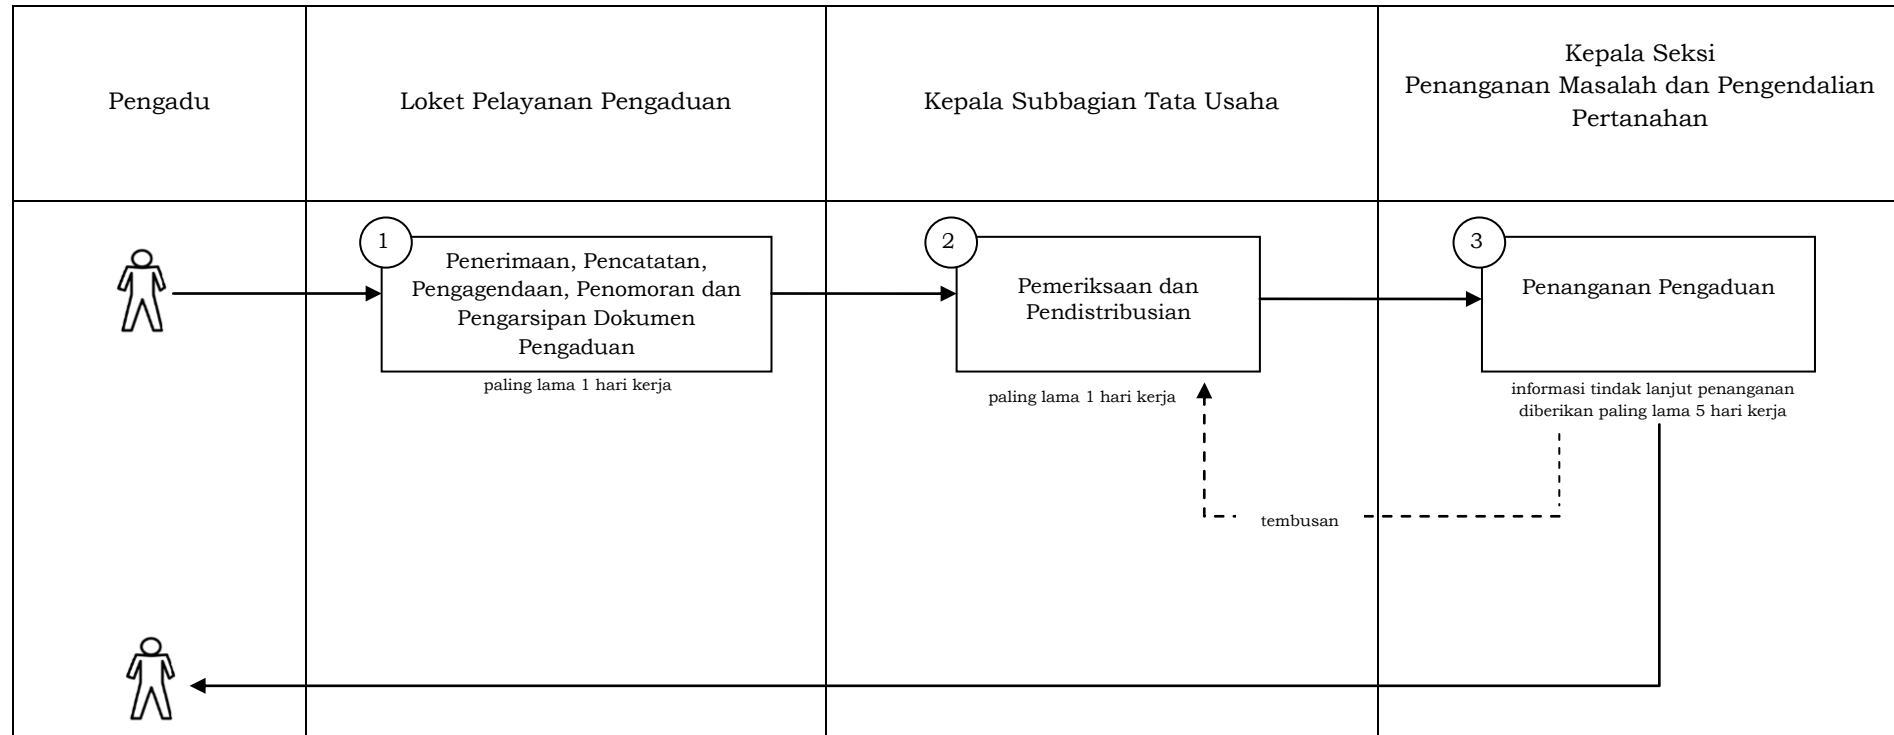 Pengadu
Loket Pelayanan Pengaduan
Kepala Subbagian Tata Usaha
Kepala Seksi
Penanganan Masalah dan Pengendalian
Pertanahan
1
Penerimaan, Pencatatan,
Pengagendaan, Penomoran dan
Pengarsipan Dokumen
Pengaduan
paling lama 1 hari kerja
2
Pemeriksaan dan
Pendistribusian
paling lama 1 hari kerja
3
Penanganan Pengaduan
informasi tindak lanjut penanganan
diberikan paling lama 5 hari kerja
tembusan